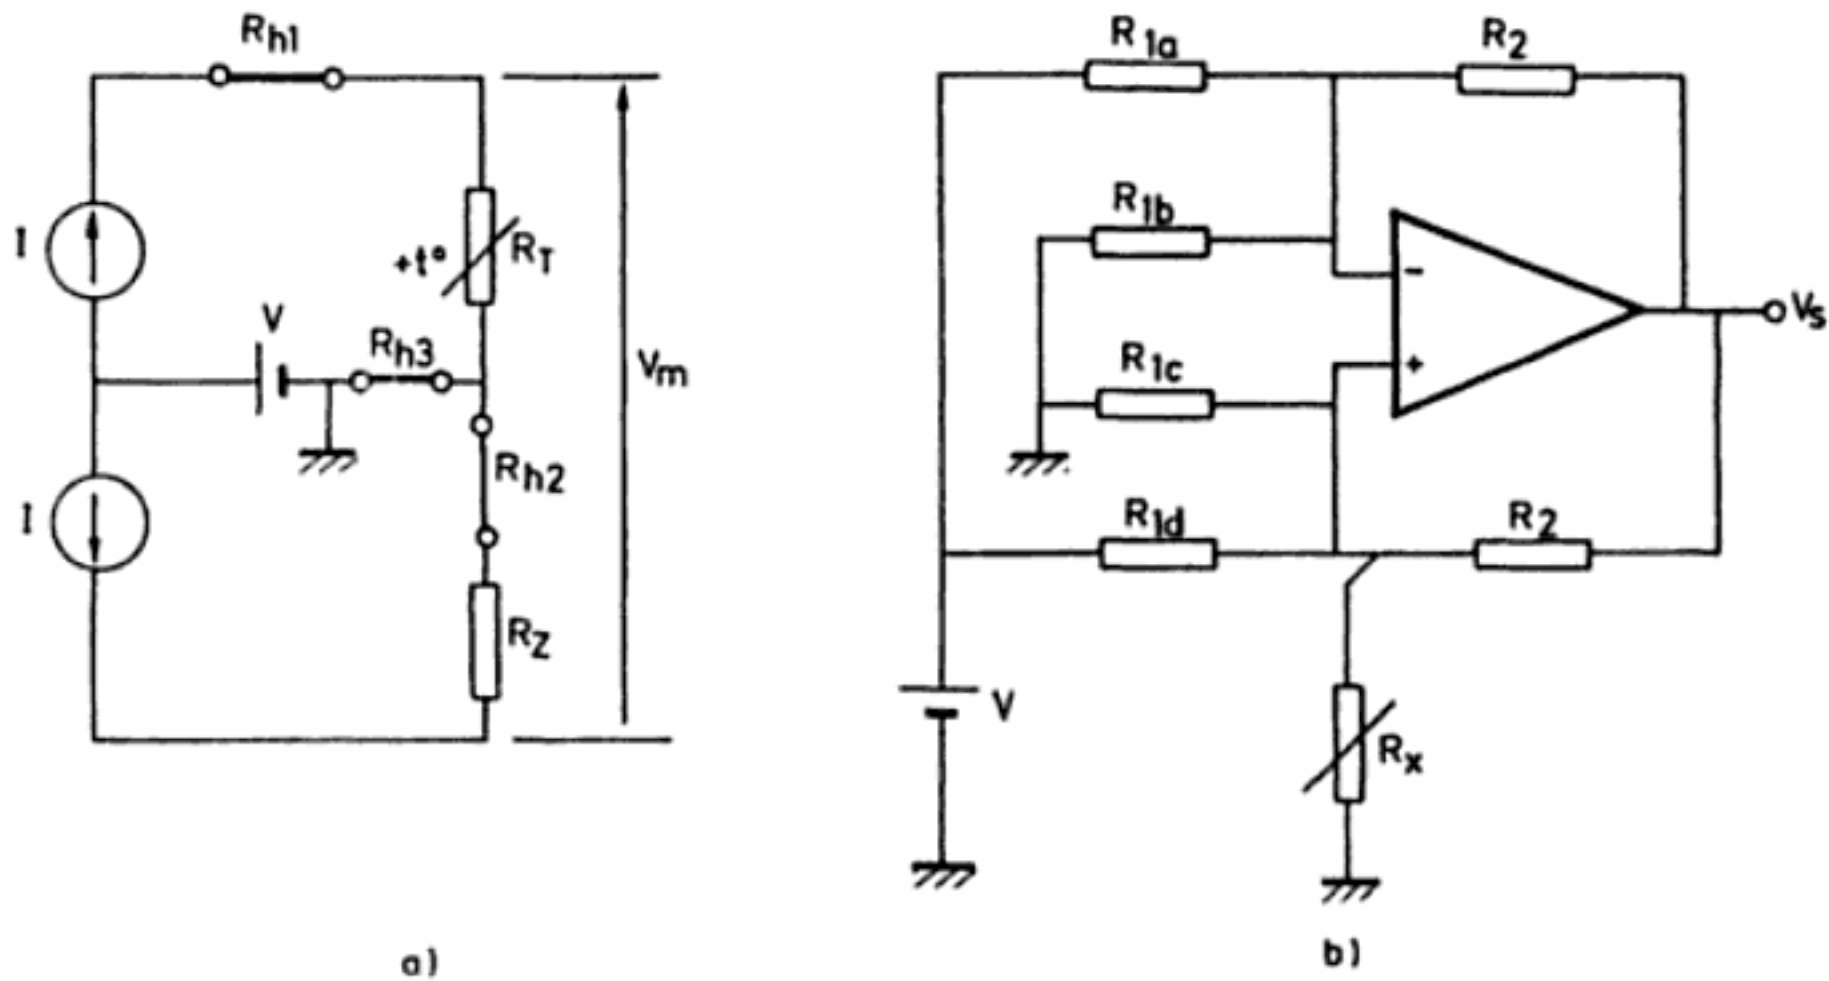 Rh1
I
+t°
RT
V
Rh3
Vm
Rh2
I
RZ
a)
R1a
R2
R1b
-
Vs
R1c
+
R1d
R2
V
Rx
b)